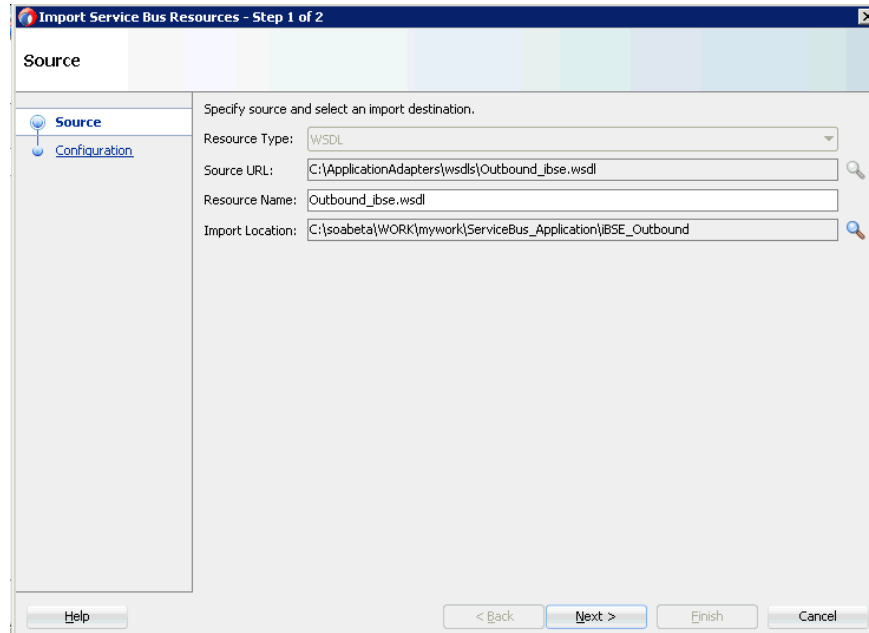 Import Service Bus Resources - Step 1 of 2
Source
Source
Configuration
Specify source and select an import destination.
Resource Type: WSDL
Source URL: C:\ApplicationAdapters\wsdls\Outbound_ibse.wsdl
Resource Name: Outbound_ibse.wsdl
Import Location: C:\soabeta\WORK\mywork\ServiceBus_Application\iBSE_Outbound
Help < Back Next > Finish Cancel